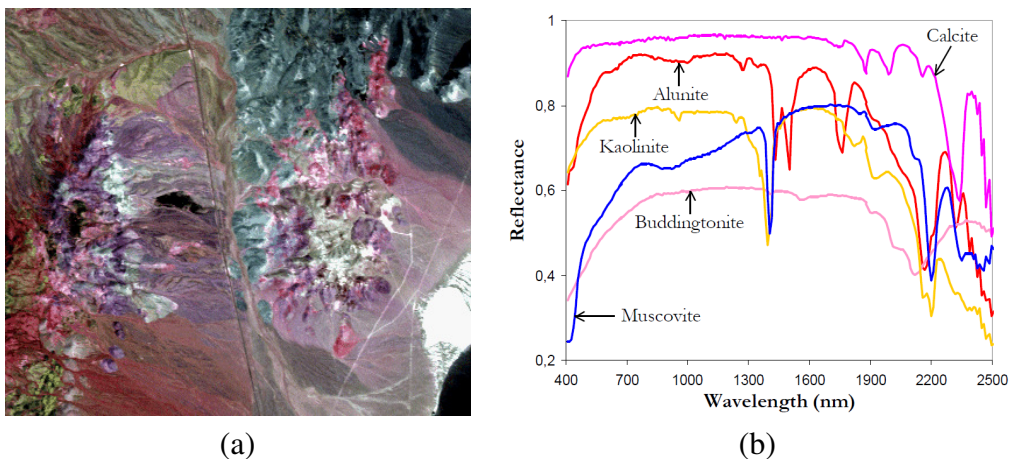 1
Calcite
Alunite
0,8
Kaolinite
Reflectance
0,6
Buddingtonite
0,4
Muscovite
0,2
400 700 1000 1300 1600 1900 2200 2500
Wavelength (nm)
(a) (b)